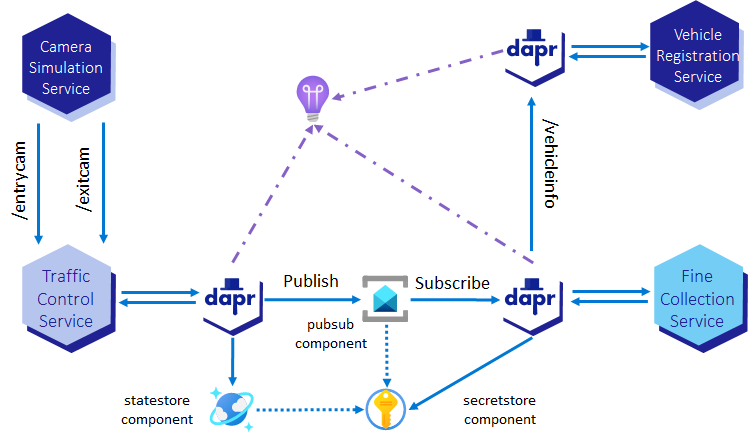 Camera
Simulation
Service
dapr
Vehicle
Registration
Service
/entrycam
/exitcam
/vehicleinfo
Traffic
Control
Service
dapr
Publish
pubsub
component
Subscribe
dapr
Fine
Collection
Service
statestore
component
secretstore
component